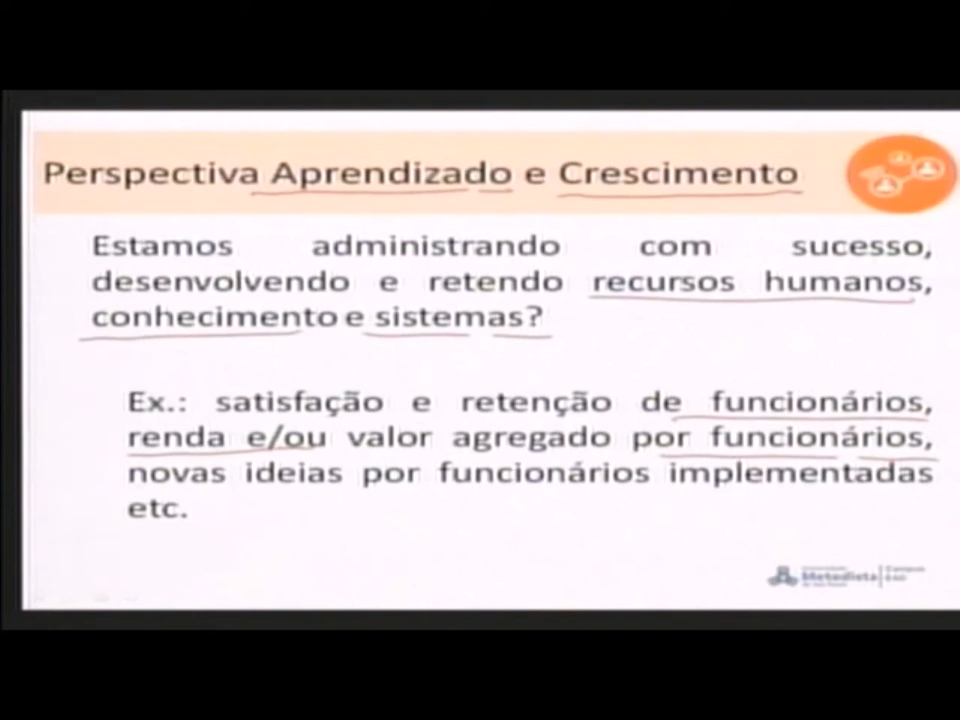 Perspectiva Aprendizado e Crescimento
Estamos administrando com sucesso,
desenvolvendo e retendo recursos humanos,
conhecimento e sistemas?
Ex.: satisfação e retenção de funcionários,
renda e/ou valor agregado por funcionários,
novas ideias por funcionários implementadas
etc.
Metodista